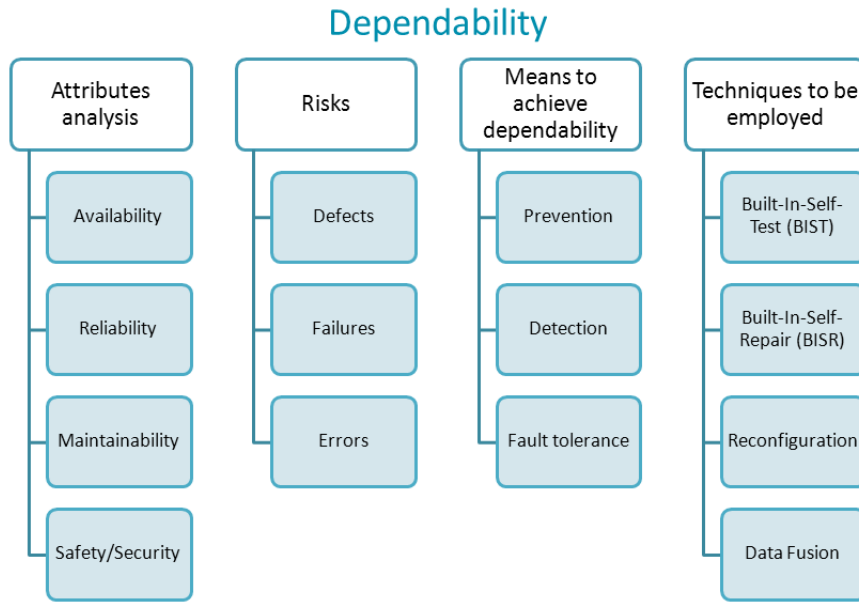 Dependability
Attributes
analysis
Availability
Reliability
Maintainability
Safety/Security
Risks
Defects
Failures
Errors
Means to
achieve
dependability
Prevention
Detection
Fault tolerance
Techniques to be
employed
Built-In-Self-
Test (BIST)
Built-In-Self-
Repair (BISR)
Reconfiguration
Data Fusion